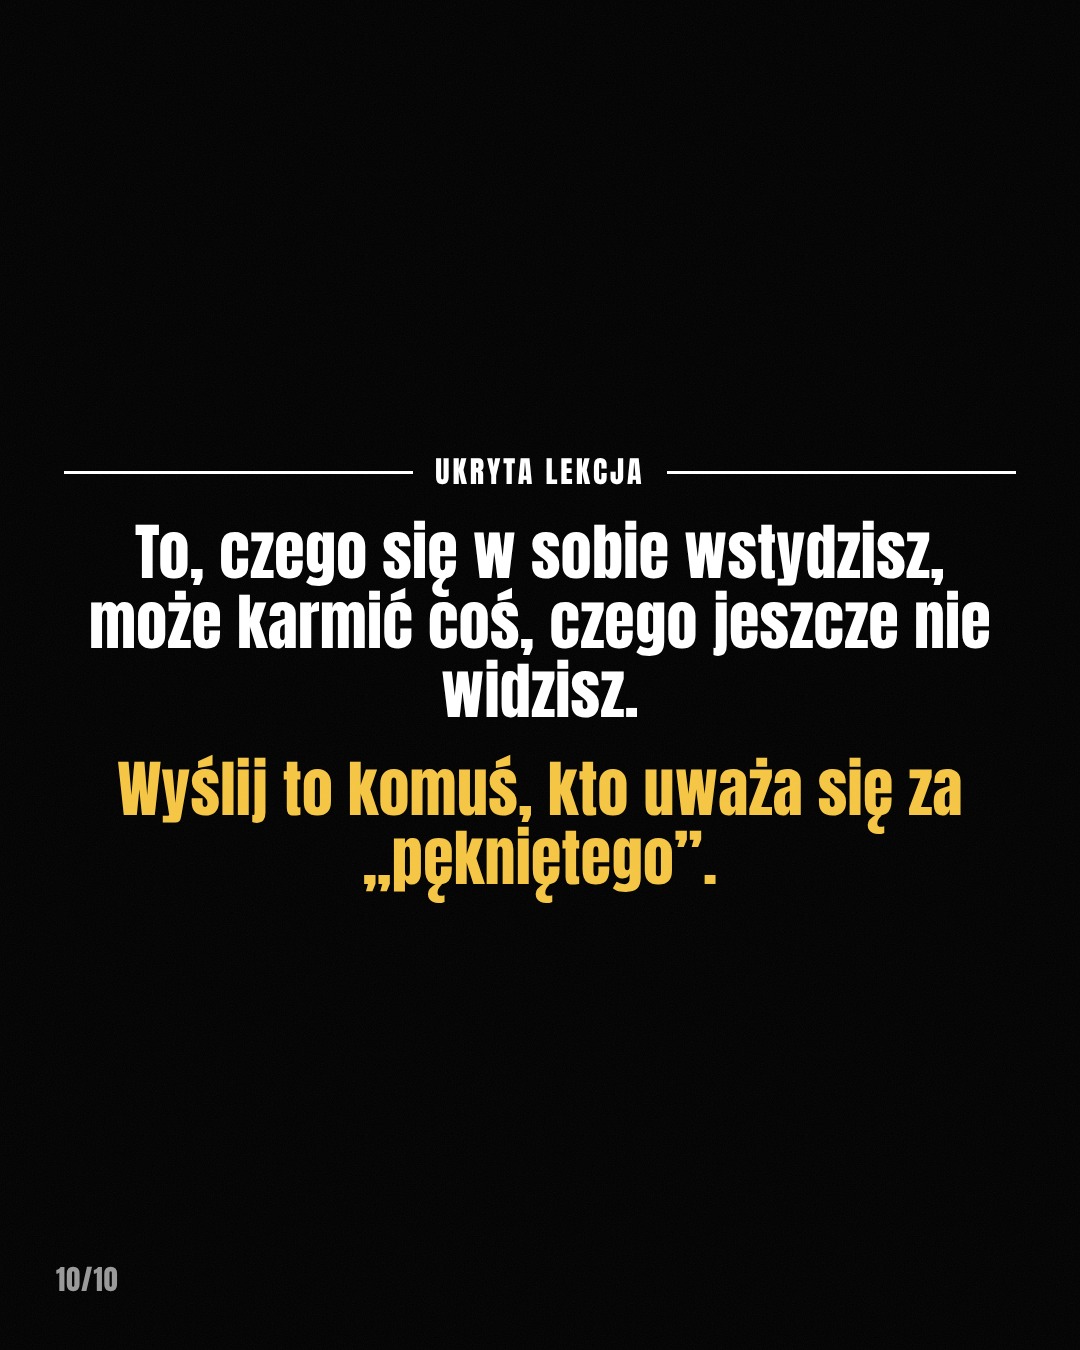 UKRYTA LEKCJA
To, czego się w sobie wstydzisz,
może karmić coś, czego jeszcze nie
widzisz.
Wyślij to komuś, kto uważa się za
„pękniętego”.
10/10